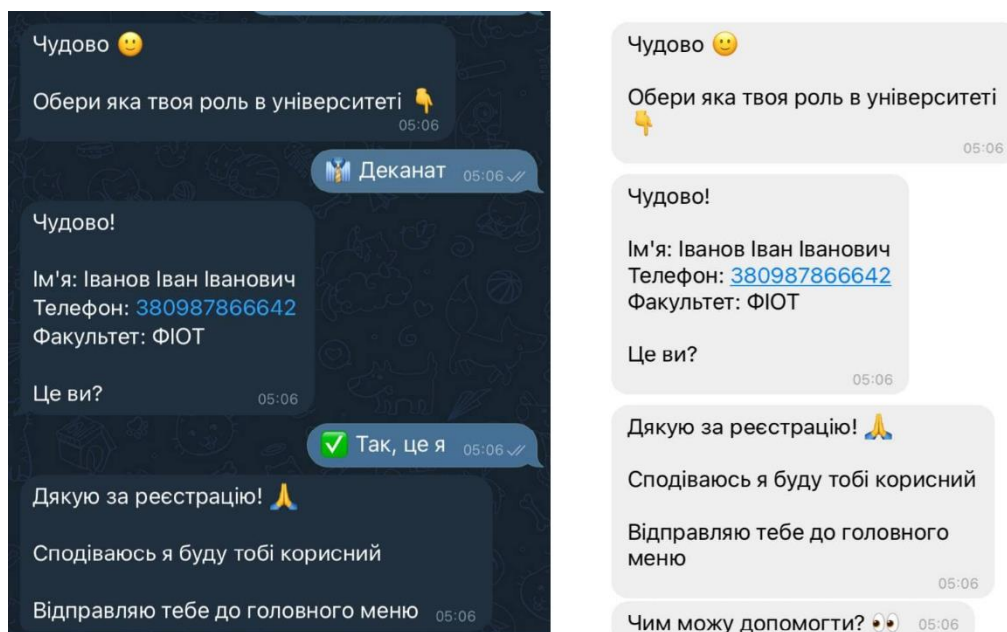 Чудово 🙂
Обери яка твоя роль в університеті 👇
05:06
Деканат 05:06
Чудово!
Ім'я: Іванов Іван Іванович
Телефон: 380987866642
Факультет: ФІОТ
Це ви?
05:06
✅ Так, це я 05:06
Дякую за реєстрацію! 🙏
Сподіваюсь я буду тобі корисний
Відправляю тебе до головного меню 05:06
Чудово 🙂
Обери яка твоя роль в університеті
👇
05:06
Чудово!
Ім'я: Іванов Іван Іванович
Телефон: 380987866642
Факультет: ФІОТ
Це ви?
05:06
Дякую за реєстрацію! 🙏
Сподіваюсь я буду тобі корисний
Відправляю тебе до головного
меню
05:06
Чим можу допомогти? 👀 05:06